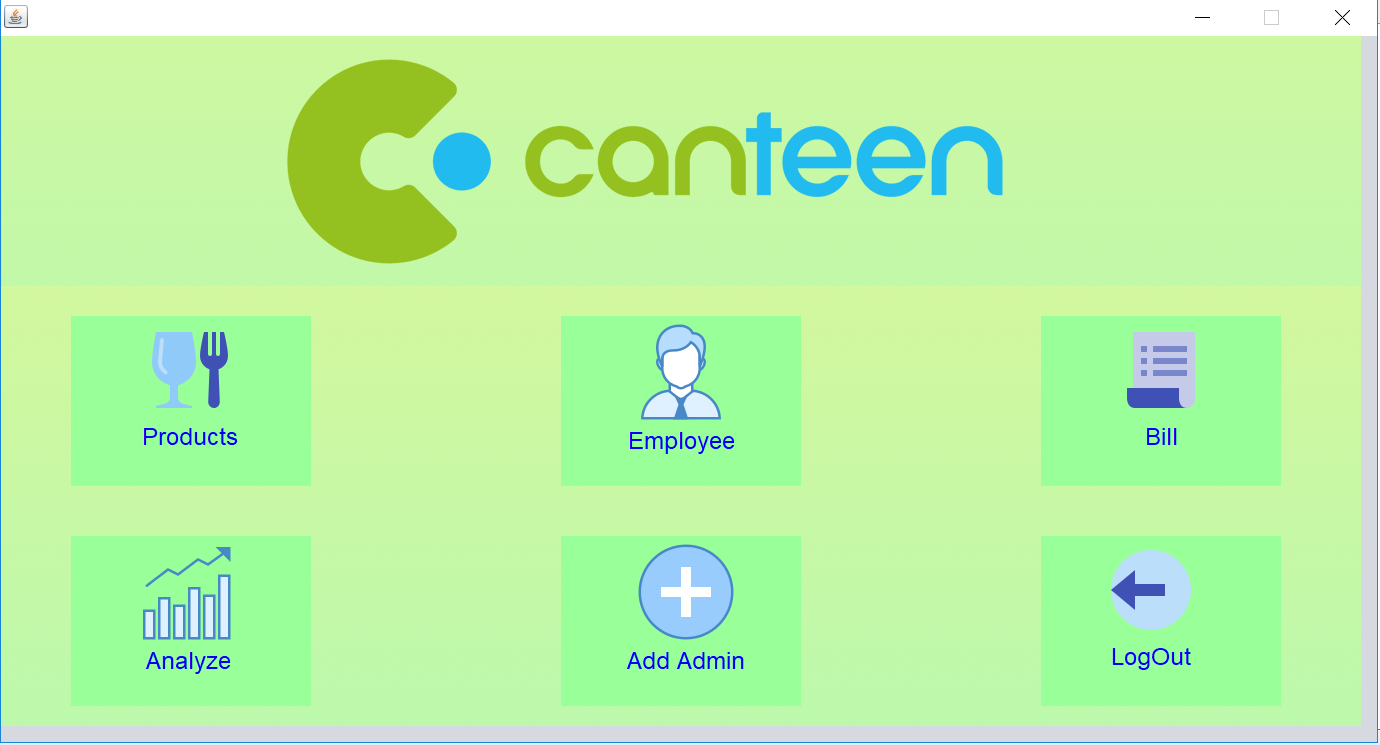 canteen
Products
Employee
Bill
Analyze
Add Admin
LogOut